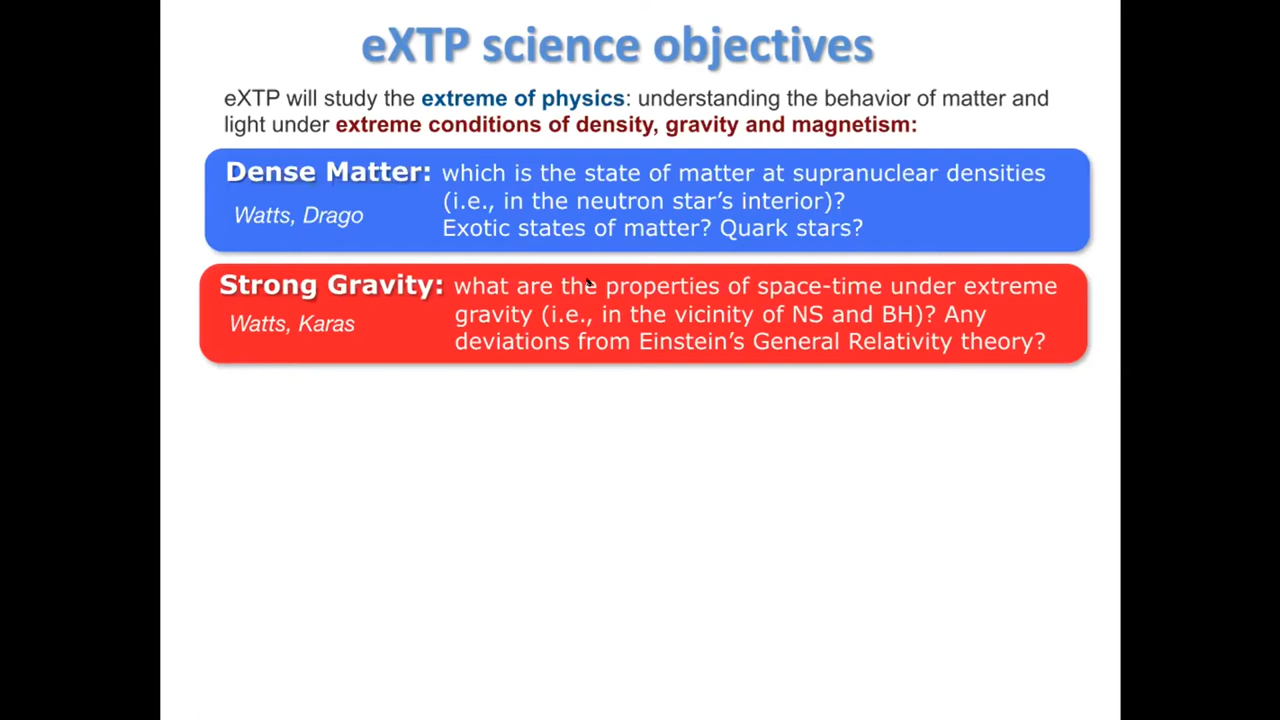 eXTP science objectives
eXTP will study the extreme of physics: understanding the behavior of matter and
light under extreme conditions of density, gravity and magnetism:
Dense Matter: which is the state of matter at supranuclear densities
(i.e., in the neutron star’s interior)?
Watts, Drago
Exotic states of matter? Quark stars?
Strong Gravity: what are the properties of space-time under extreme
gravity (i.e., in the vicinity of NS and BH)? Any
Watts, Karas
deviations from Einstein’s General Relativity theory?